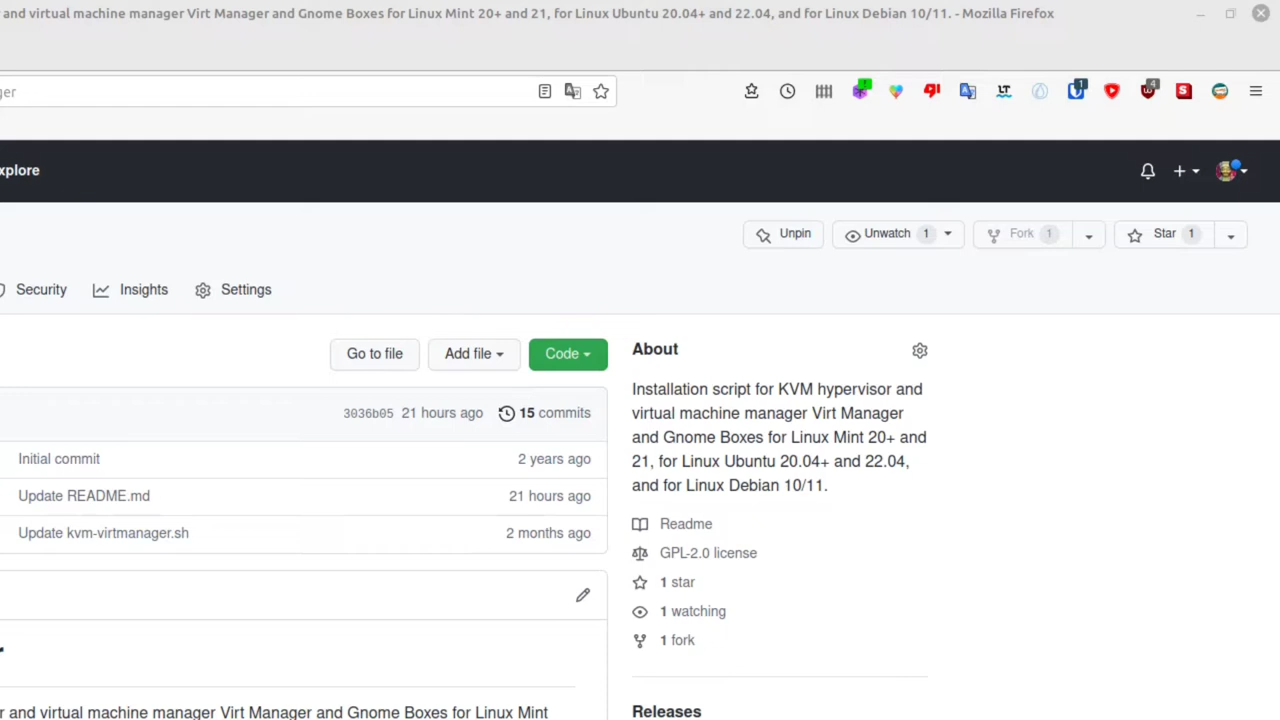 and virtual machine manager Virt Manager and Gnome Boxes for Linux Mint 20+ and 21, for Linux Ubuntu 20.04+ and 22.04, and for Linux Debian 10/11. - Mozilla Firefox
ger
1
LT
1
4
S
xplore
Unpin
Unwatch 1
Fork 1
Star 1
Security
Insights
Settings
Go to file
Add file
Code
About
3036b05 21 hours ago 15 commits
Initial commit 2 years ago
Update README.md 21 hours ago
Update kvm-virtmanager.sh 2 months ago
Installation script for KVM hypervisor and
virtual machine manager Virt Manager
and Gnome Boxes for Linux Mint 20+ and
21, for Linux Ubuntu 20.04+ and 22.04,
and for Linux Debian 10/11.
Readme
GPL-2.0 license
1 star
1 watching
1 fork
Releases
r and virtual machine manager Virt Manager and Gnome Boxes for Linux Mint